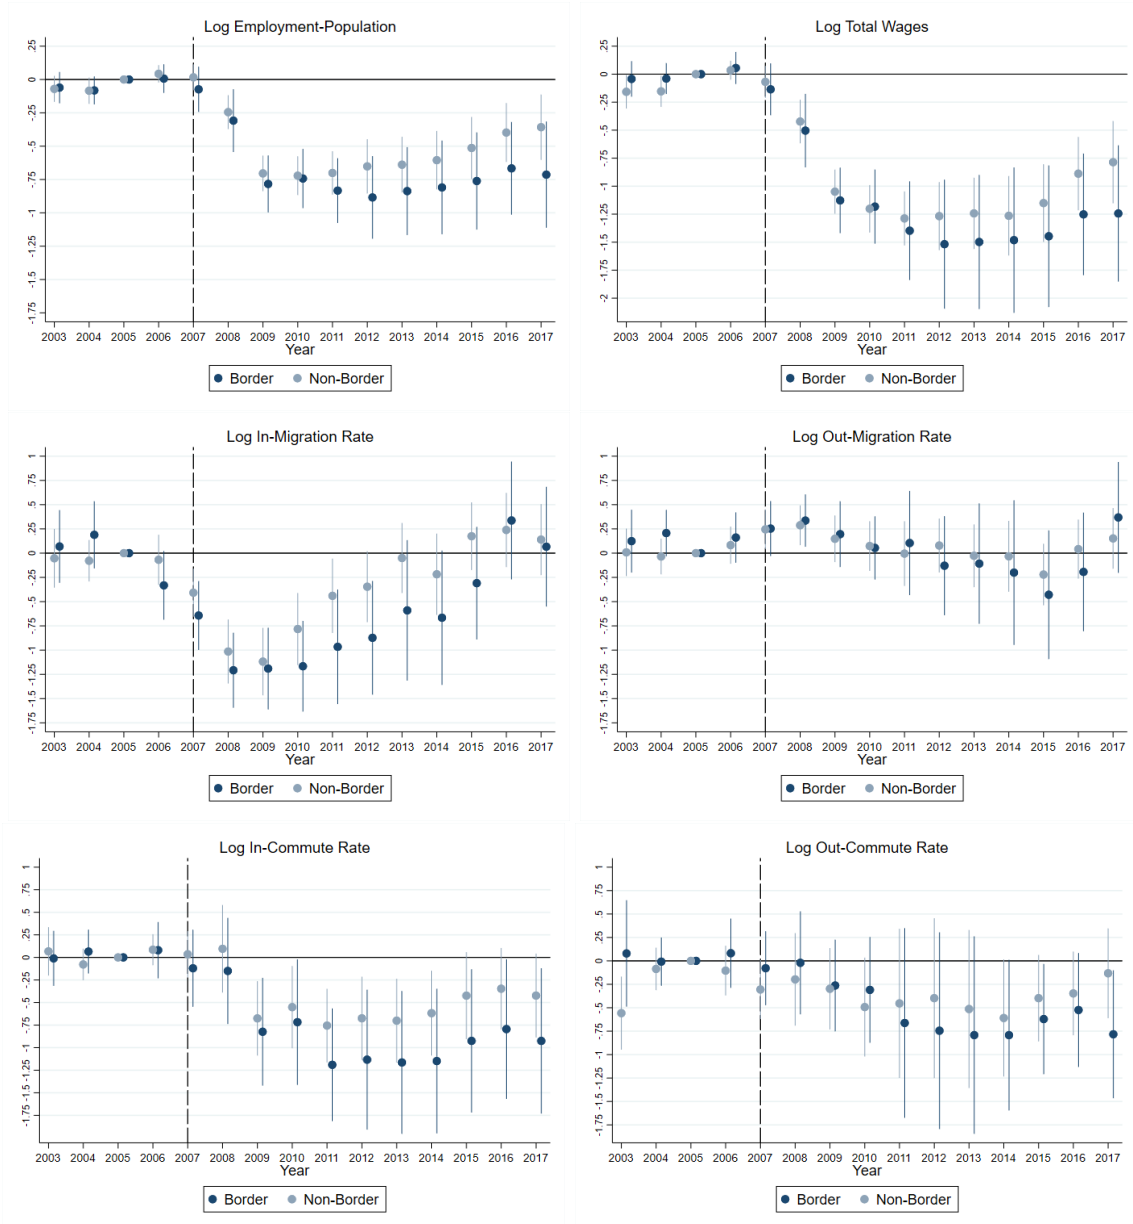 Log Employment-Population
.25
0
-.25
-.5
-.75
-1
-1.25
-1.5
-1.75
2003 2004 2005 2006 2007 2008 2009 2010 2011 2012 2013 2014 2015 2016 2017
Year
Border Non-Border
Log Total Wages
.25
0
-.25
-.5
-.75
-1
-1.25
-1.5
-1.75
-2
2003 2004 2005 2006 2007 2008 2009 2010 2011 2012 2013 2014 2015 2016 2017
Year
Border Non-Border
Log In-Migration Rate
1
.75
.5
.25
0
-.25
-.5
-.75
-1
-1.25
-1.5
-1.75
2003 2004 2005 2006 2007 2008 2009 2010 2011 2012 2013 2014 2015 2016 2017
Year
Border Non-Border
Log Out-Migration Rate
1
.75
.5
.25
0
-.25
-.5
-.75
-1
-1.25
-1.5
-1.75
2003 2004 2005 2006 2007 2008 2009 2010 2011 2012 2013 2014 2015 2016 2017
Year
Border Non-Border
Log In-Commute Rate
1
.75
.5
.25
0
-.25
-.5
-.75
-1
-1.25
-1.5
-1.75
2003 2004 2005 2006 2007 2008 2009 2010 2011 2012 2013 2014 2015 2016 2017
Year
Border Non-Border
Log Out-Commute Rate
1
.75
.5
.25
0
-.25
-.5
-.75
-1
-1.25
-1.5
-1.75
2003 2004 2005 2006 2007 2008 2009 2010 2011 2012 2013 2014 2015 2016 2017
Year
Border Non-Border